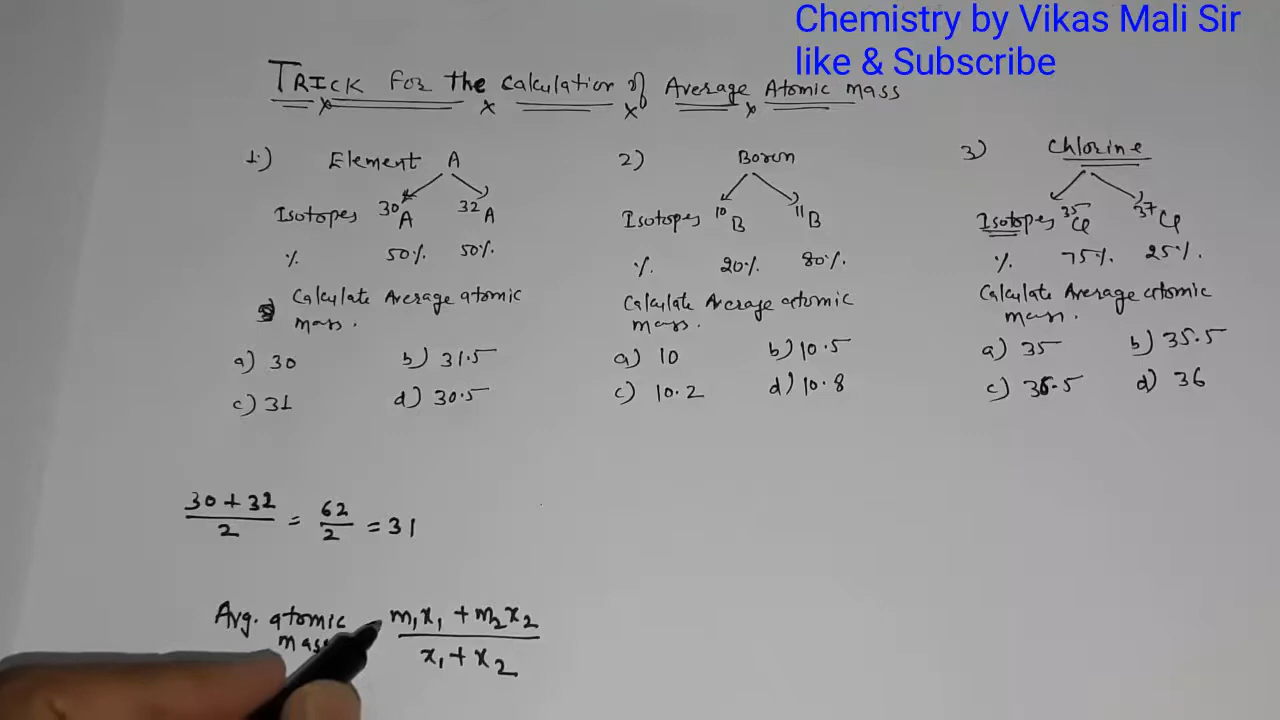 Chemistry by Vikas Mali Sir
like & Subscribe
TRICK for the Calculation of Average Atomic mass
1.) Element A
Isotopes 30A 32A
% 50% 50%
Calculate Average atomic
mass.
a) 30 b) 31.5
c) 31 d) 30.5
2) Boron
Isotopes 10B 11B
% 20% 80%.
Calculate Average atomic
mass.
a) 10 b) 10.5
c) 10.2 d) 10.8
3) Chlorine
Isotopes 35Cl 37Cl
% 75% 25%.
Calculate Average atomic
mass.
a) 35 b) 35.5
c) 36.5 d) 36
30 + 32 / 2 = 62 / 2 = 31
Avg. atomic
mass
m1x1 + m2x2
x1 + x2